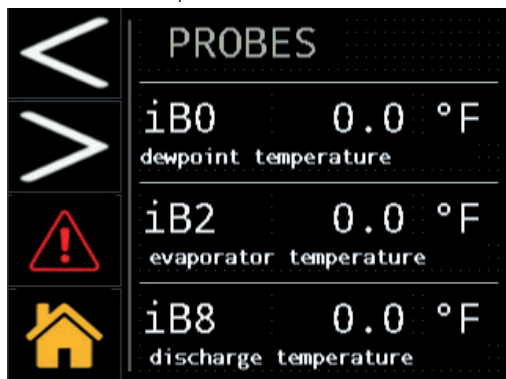 PROBES
iB0 0.0 °F
dewpoint temperature
iB2 0.0 °F
evaporator temperature
iB8 0.0 °F
discharge temperature